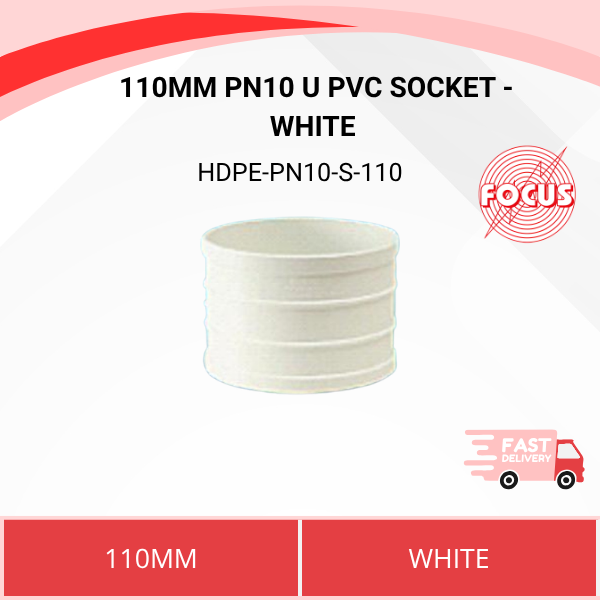 110MM PN10 U PVC SOCKET -
WHITE
HDPE-PN10-S-110
FOCUS
FAST
DELIVERY
110MM
WHITE